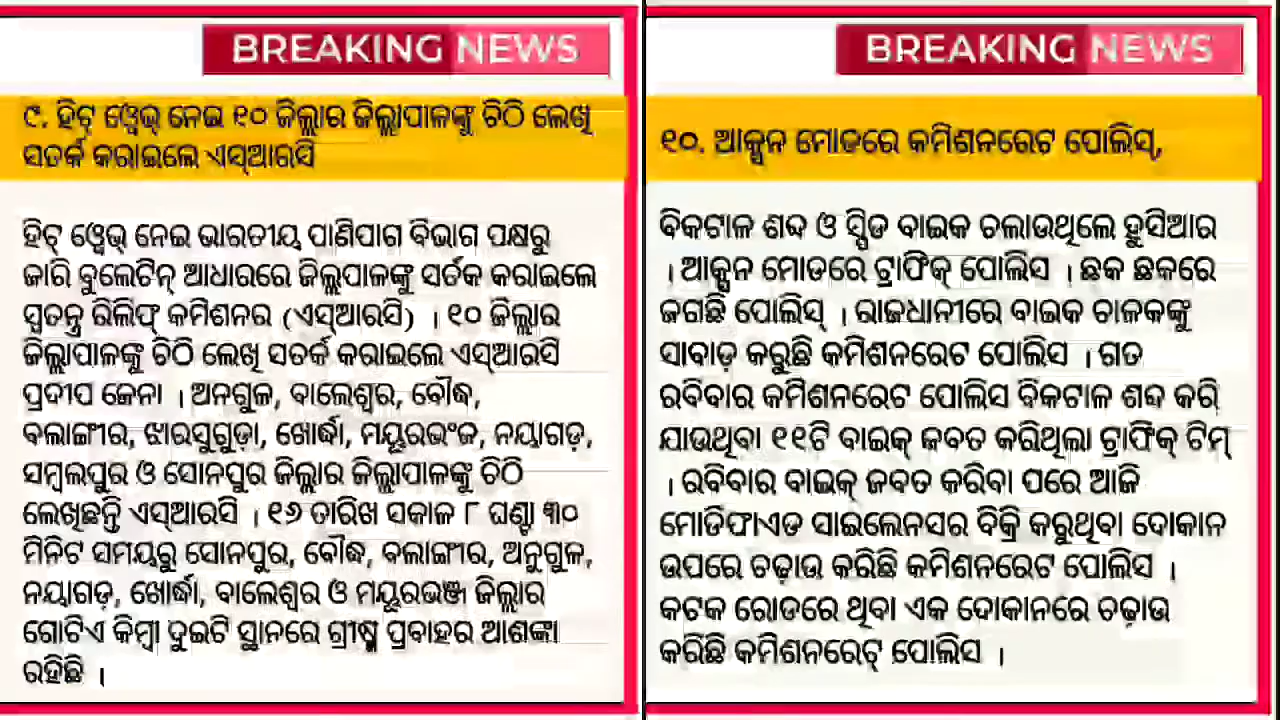 BREAKING NEWS
୯. ହିଟ୍ ୱେଭ୍ ନେଇ ୧୦ ଜିଲ୍ଲାର ଜିଲ୍ଲାପାଳଙ୍କୁ ଚିଠି ଲେଖି
ସତର୍କ କରାଇଲେ ଏସ୍ଆରସି
ହିଟ୍ ୱେଭ୍ ନେଇ ଭାରତୀୟ ପାଣିପାଗ ବିଭାଗ ପକ୍ଷରୁ
ଜାରି ବୁଲେଟିନ୍ ଆଧାରରେ ଜିଲ୍ଲପାଳଙ୍କୁ ସର୍ତକ କରାଇଲେ
ସ୍ୱତନ୍ତ୍ର ରିଲିଫ୍ କମିଶନର (ଏସ୍ଆରସି) । ୧୦ ଜିଲ୍ଲାର
ଜିଲ୍ଲାପାଳଙ୍କୁ ଚିଠି ଲେଖି ସତର୍କ କରାଇଲେ ଏସ୍ଆରସି
ପ୍ରଦୀପ ଜେନା । ଅନଗୁଳ, ବାଲେଶ୍ୱର, ବୌଦ୍ଧ,
ବଲାଙ୍ଗୀର, ଝାରସୁଗୁଡ଼ା, ଖୋର୍ଦ୍ଧା, ମୟୂରଭଂଜ, ନୟାଗଡ଼,
ସମ୍ବଲପୁର ଓ ସୋନପୁର ଜିଲ୍ଲାର ଜିଲ୍ଲାପାଳଙ୍କୁ ଚିଠି
ଲେଖିଛନ୍ତି ଏସ୍ଆରସି । ୧୬ ତାରିଖ ସକାଳ ୮ ଘଣ୍ଟା ୩୦
ମିନିଟ ସମୟରୁ ସୋନପୁର, ବୌଦ୍ଧ, ବଲାଙ୍ଗୀର, ଅନୁଗୁଳ,
ନୟାଗଡ଼, ଖୋର୍ଦ୍ଧା, ବାଲେଶ୍ୱର ଓ ମୟୂରଭଞ୍ଜ ଜିଲ୍ଲାର
ଗୋଟିଏ କିମ୍ବା ଦୁଇଟି ସ୍ଥାନରେ ଗ୍ରୀଷ୍ମ ପ୍ରବାହର ଆଶଙ୍କା
ରହିଛି ।
BREAKING NEWS
୧୦. ଆକ୍ସନ ମୋଡରେ କମିଶନରେଟ ପୋଲିସ୍,
ବିକଟାଳ ଶବ୍ଦ ଓ ସ୍ପିଡ ବାଇକ ଚଲାଉଥିଲେ ହୁସିଆର
। ଆକ୍ସନ ମୋଡରେ ଟ୍ରାଫିକ୍ ପୋଲିସ । ଛକ ଛକରେ
ଜଗିଛି ପୋଲିସ୍ । ରାଜଧାନୀରେ ବାଇକ ଚାଳକଙ୍କୁ
ସାବାଡ଼ କରୁଛି କମିଶନରେଟ ପୋଲିସ । ଗତ
ରବିବାର କମିଶନରେଟ ପୋଲିସ ବିକଟାଳ ଶବ୍ଦ କରି
ଯାଉଥିବା ୧୧ଟି ବାଇକ୍ ଜବତ କରିଥିଲା ଟ୍ରାଫିକ୍ ଟିମ୍
। ରବିବାର ବାଇକ୍ ଜବତ କରିବା ପରେ ଆଜି
ମୋଡିଫାଏଡ ସାଇଲେନସର ବିକ୍ରି କରୁଥିବା ଦୋକାନ
ଉପରେ ଚଢ଼ାଉ କରିଛି କମିଶନରେଟ ପୋଲିସ ।
କଟକ ରୋଡରେ ଥିବା ଏକ ଦୋକାନରେ ଚଢ଼ାଉ
କରିଛି କମିଶନରେଟ୍ ପୋଲିସ ।